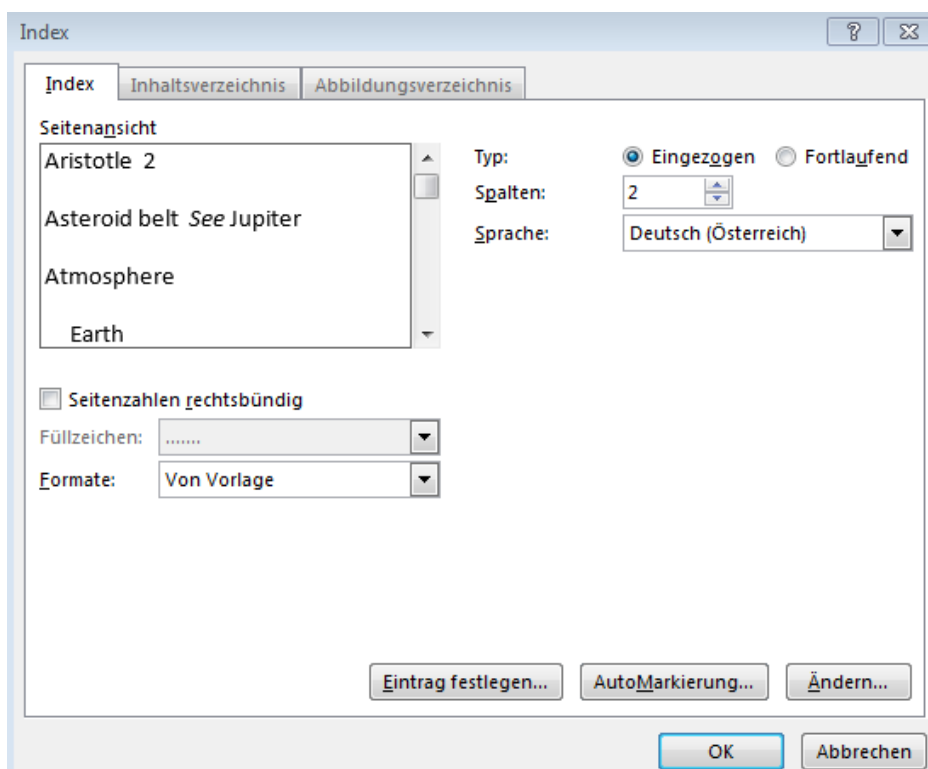 Index
Index Inhaltsverzeichnis Abbildungsverzeichnis
Seitenansicht
Aristotle 2
Asteroid belt See Jupiter
Atmosphere
Earth
Typ: Eingezogen Fortlaufend
Spalten: 2
Sprache: Deutsch (Österreich)
Seitenzahlen rechtsbündig
Füllzeichen: .......
Formate: Von Vorlage
Eintrag festlegen... AutoMarkierung... Ändern...
OK Abbrechen